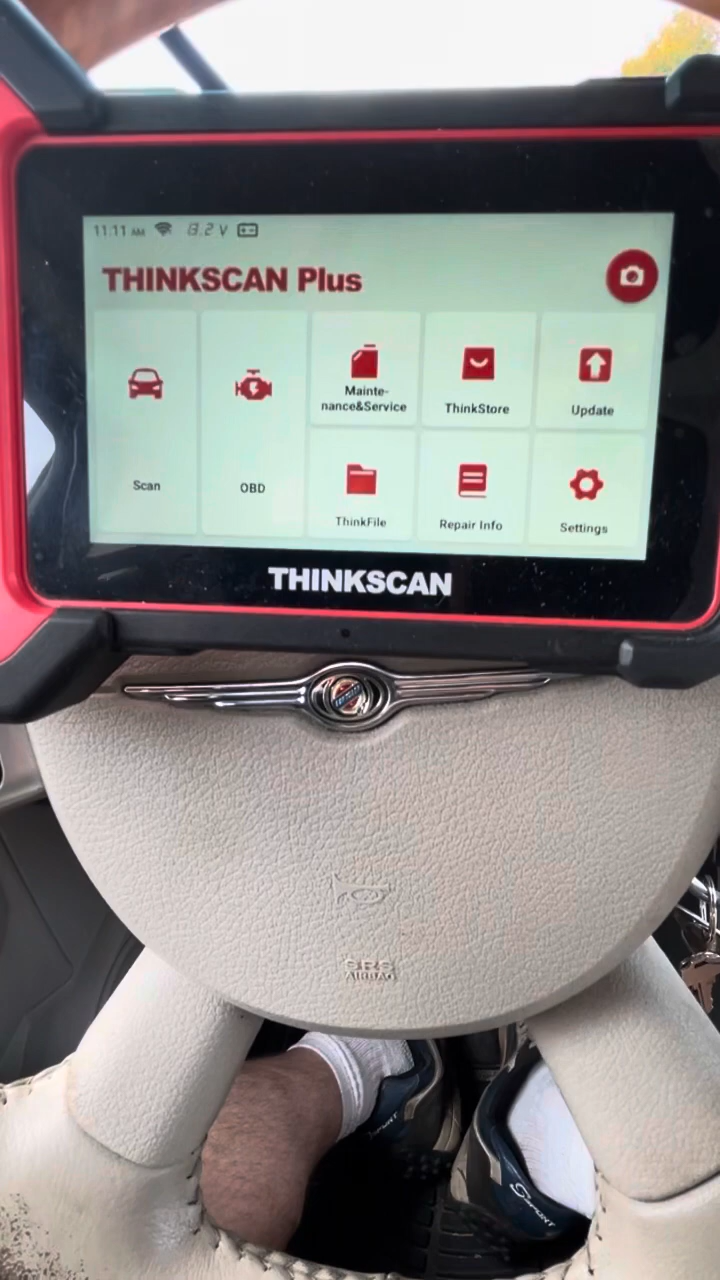 11:11 AM 8.2 V
THINKSCAN Plus
Mainte-
nance&Service
ThinkStore
Update
Scan
OBD
ThinkFile
Repair Info
Settings
THINKSCAN
SRS
AIRBAG
SPORT